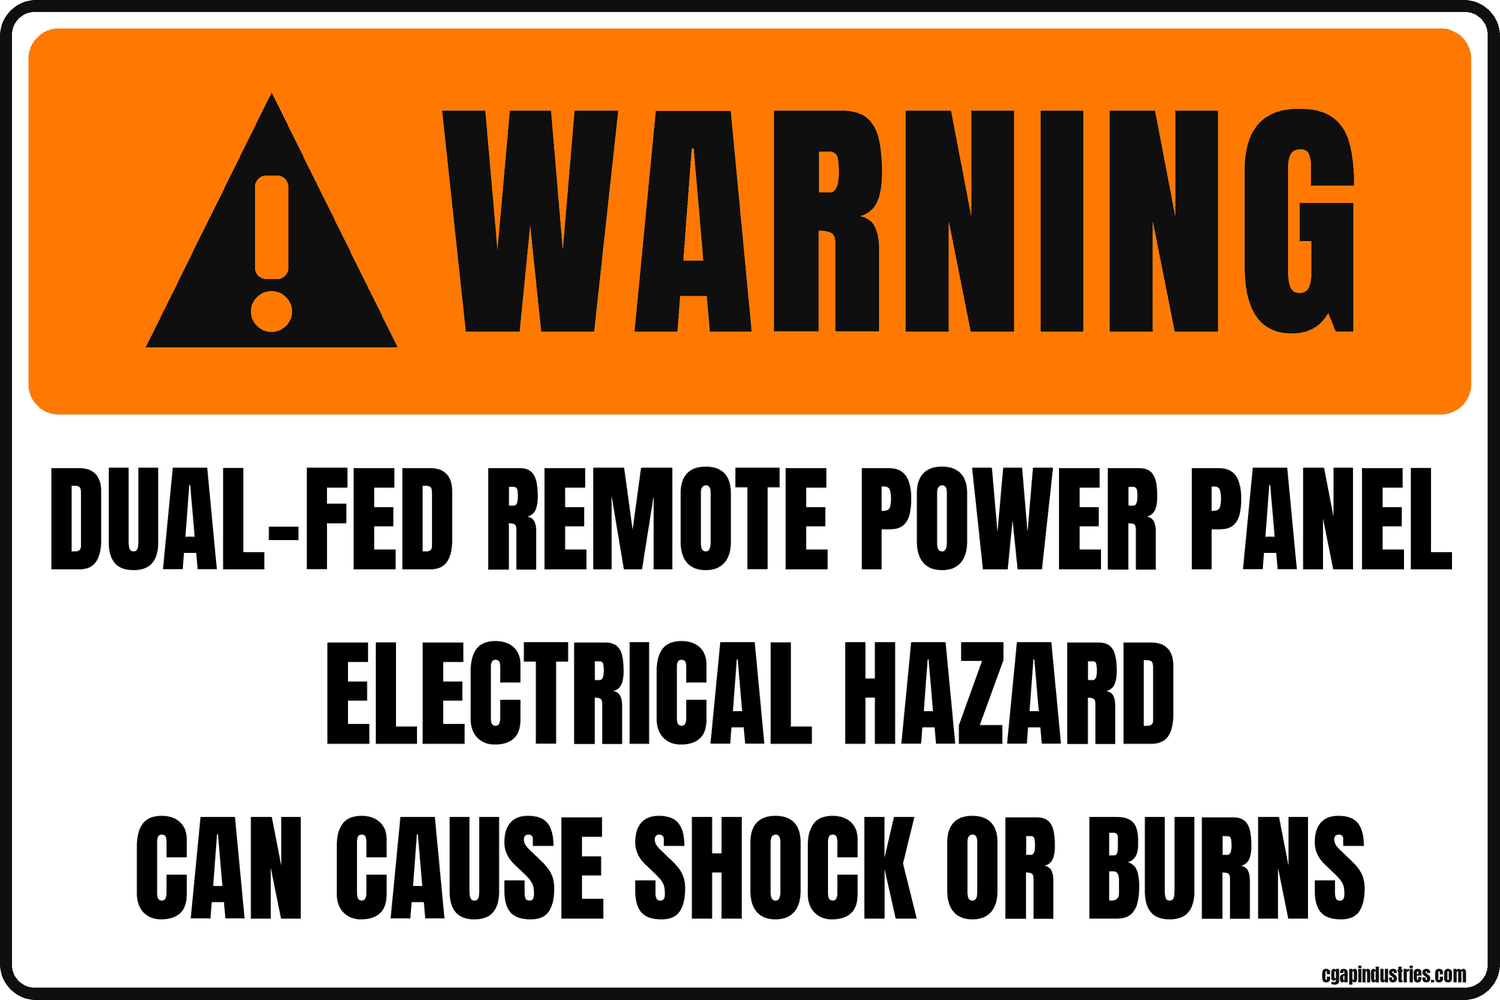 WARNING
DUAL-FED REMOTE POWER PANEL
ELECTRICAL HAZARD
CAN CAUSE SHOCK OR BURNS
cgapindustries.com